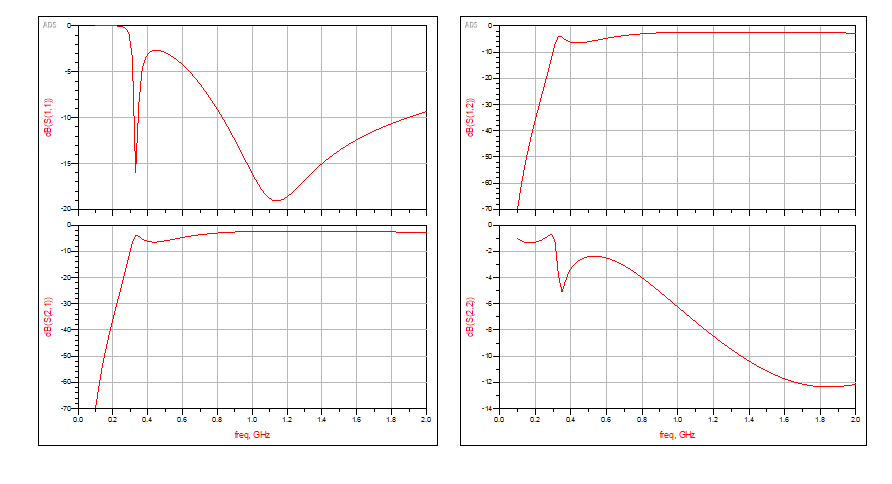 ADS
0
-5
-10
-15
-20
dB(S(1,1))
0
-10
-20
-30
-40
-50
-60
-70
dB(S(2,1))
0.0 0.2 0.4 0.6 0.8 1.0 1.2 1.4 1.6 1.8 2.0
freq, GHz
ADS
0
-10
-20
-30
-40
-50
-60
-70
dB(S(1,2))
0
-2
-4
-6
-8
-10
-12
-14
dB(S(2,2))
0.0 0.2 0.4 0.6 0.8 1.0 1.2 1.4 1.6 1.8 2.0
freq, GHz